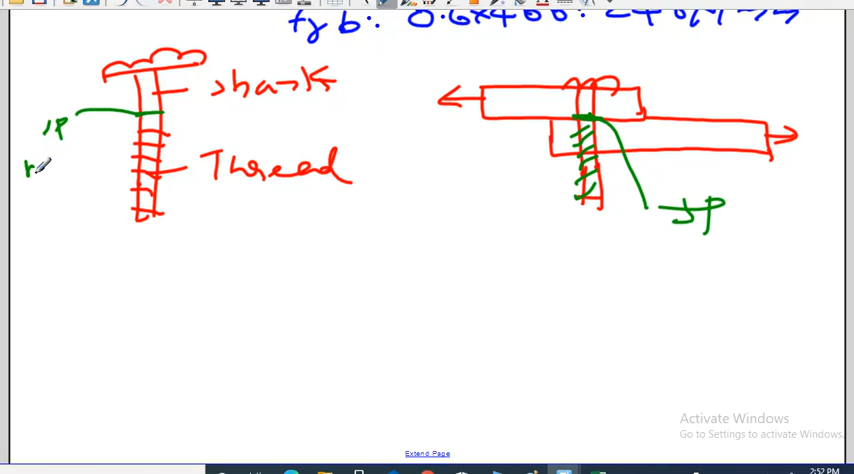 fyb: 0.6x400: 240N
shank
Thread
JP
Activate Windows
Go to Settings to activate Windows.
Extend Page
2:52 PM